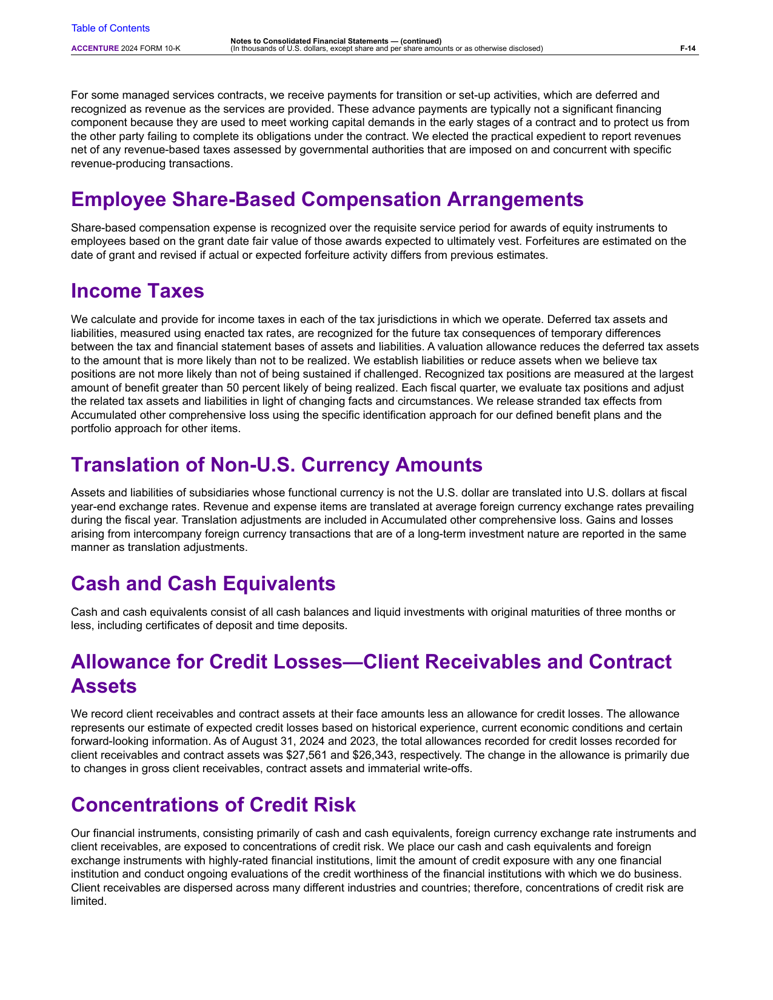 Table of Contents
ACCENTURE 2024 FORM 10-K
Notes to Consolidated Financial Statements — (continued)
(In thousands of U.S. dollars, except share and per share amounts or as otherwise disclosed)
F-14
For some managed services contracts, we receive payments for transition or set-up activities, which are deferred and
recognized as revenue as the services are provided. These advance payments are typically not a significant financing
component because they are used to meet working capital demands in the early stages of a contract and to protect us from
the other party failing to complete its obligations under the contract. We elected the practical expedient to report revenues
net of any revenue-based taxes assessed by governmental authorities that are imposed on and concurrent with specific
revenue-producing transactions.
Employee Share-Based Compensation Arrangements
Share-based compensation expense is recognized over the requisite service period for awards of equity instruments to
employees based on the grant date fair value of those awards expected to ultimately vest. Forfeitures are estimated on the
date of grant and revised if actual or expected forfeiture activity differs from previous estimates.
Income Taxes
We calculate and provide for income taxes in each of the tax jurisdictions in which we operate. Deferred tax assets and
liabilities, measured using enacted tax rates, are recognized for the future tax consequences of temporary differences
between the tax and financial statement bases of assets and liabilities. A valuation allowance reduces the deferred tax assets
to the amount that is more likely than not to be realized. We establish liabilities or reduce assets when we believe tax
positions are not more likely than not of being sustained if challenged. Recognized tax positions are measured at the largest
amount of benefit greater than 50 percent likely of being realized. Each fiscal quarter, we evaluate tax positions and adjust
the related tax assets and liabilities in light of changing facts and circumstances. We release stranded tax effects from
Accumulated other comprehensive loss using the specific identification approach for our defined benefit plans and the
portfolio approach for other items.
Translation of Non-U.S. Currency Amounts
Assets and liabilities of subsidiaries whose functional currency is not the U.S. dollar are translated into U.S. dollars at fiscal
year-end exchange rates. Revenue and expense items are translated at average foreign currency exchange rates prevailing
during the fiscal year. Translation adjustments are included in Accumulated other comprehensive loss. Gains and losses
arising from intercompany foreign currency transactions that are of a long-term investment nature are reported in the same
manner as translation adjustments.
Cash and Cash Equivalents
Cash and cash equivalents consist of all cash balances and liquid investments with original maturities of three months or
less, including certificates of deposit and time deposits.
Allowance for Credit Losses—Client Receivables and Contract
Assets
We record client receivables and contract assets at their face amounts less an allowance for credit losses. The allowance
represents our estimate of expected credit losses based on historical experience, current economic conditions and certain
forward-looking information. As of August 31, 2024 and 2023, the total allowances recorded for credit losses recorded for
client receivables and contract assets was $27,561 and $26,343, respectively. The change in the allowance is primarily due
to changes in gross client receivables, contract assets and immaterial write-offs.
Concentrations of Credit Risk
Our financial instruments, consisting primarily of cash and cash equivalents, foreign currency exchange rate instruments and
client receivables, are exposed to concentrations of credit risk. We place our cash and cash equivalents and foreign
exchange instruments with highly-rated financial institutions, limit the amount of credit exposure with any one financial
institution and conduct ongoing evaluations of the credit worthiness of the financial institutions with which we do business.
Client receivables are dispersed across many different industries and countries; therefore, concentrations of credit risk are
limited.